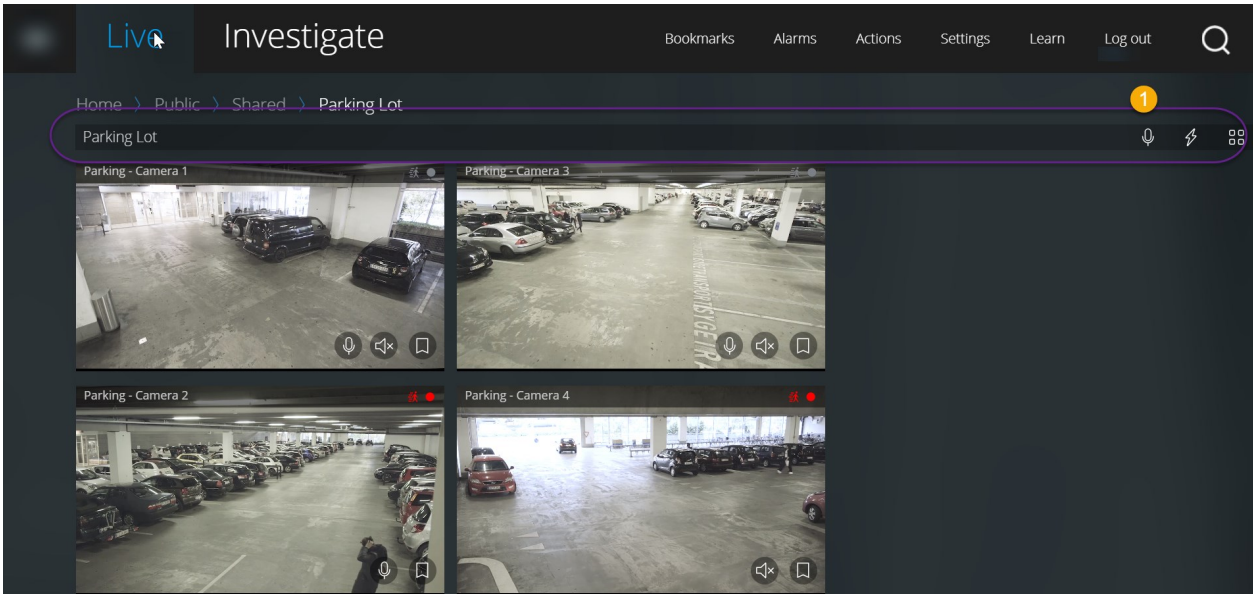 Live Investigate Bookmarks Alarms Actions Settings Learn Log out
Home > Public > Shared > Parking Lot
1
Parking Lot
Parking - Camera 1 Parking - Camera 3
Parking - Camera 2 Parking - Camera 4